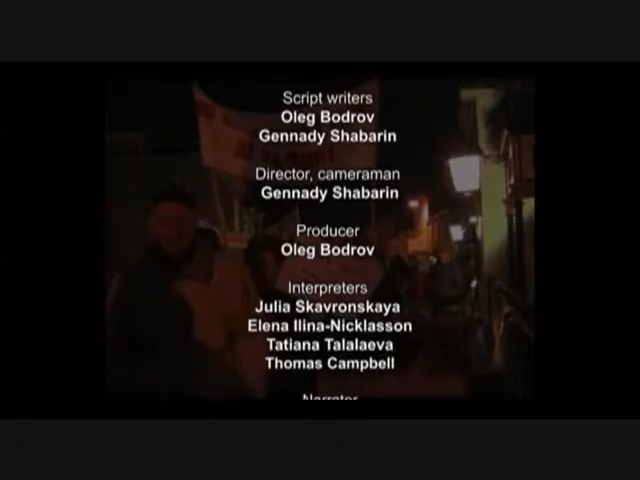 Script writers
Oleg Bodrov
Gennady Shabarin
Director, cameraman
Gennady Shabarin
Producer
Oleg Bodrov
Interpreters
Julia Skavronskaya
Elena Ilina-Nicklasson
Tatiana Talalaeva
Thomas Campbell
Narrator